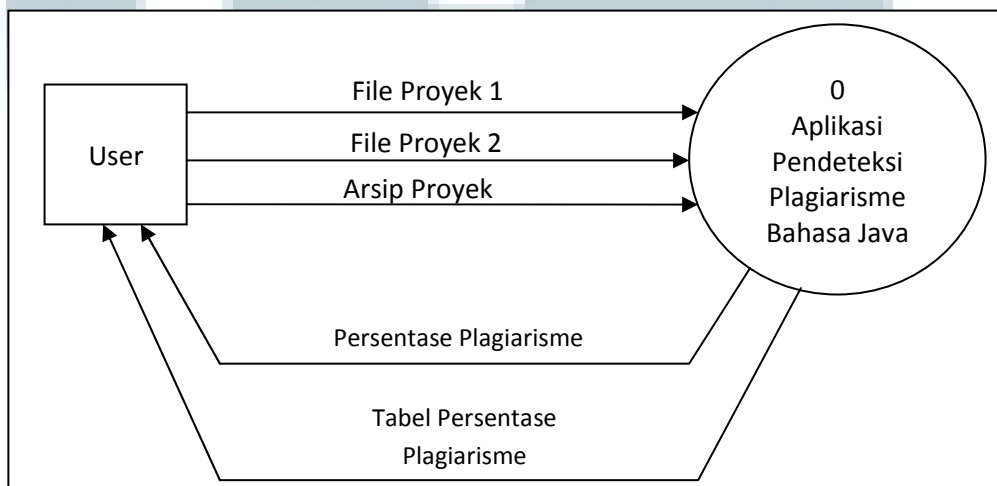 File Proyek 1
File Proyek 2
Arsip Proyek
User
0
Aplikasi
Pendeteksi
Plagiarisme
Bahasa Java
Persentase Plagiarisme
Tabel Persentase
Plagiarisme